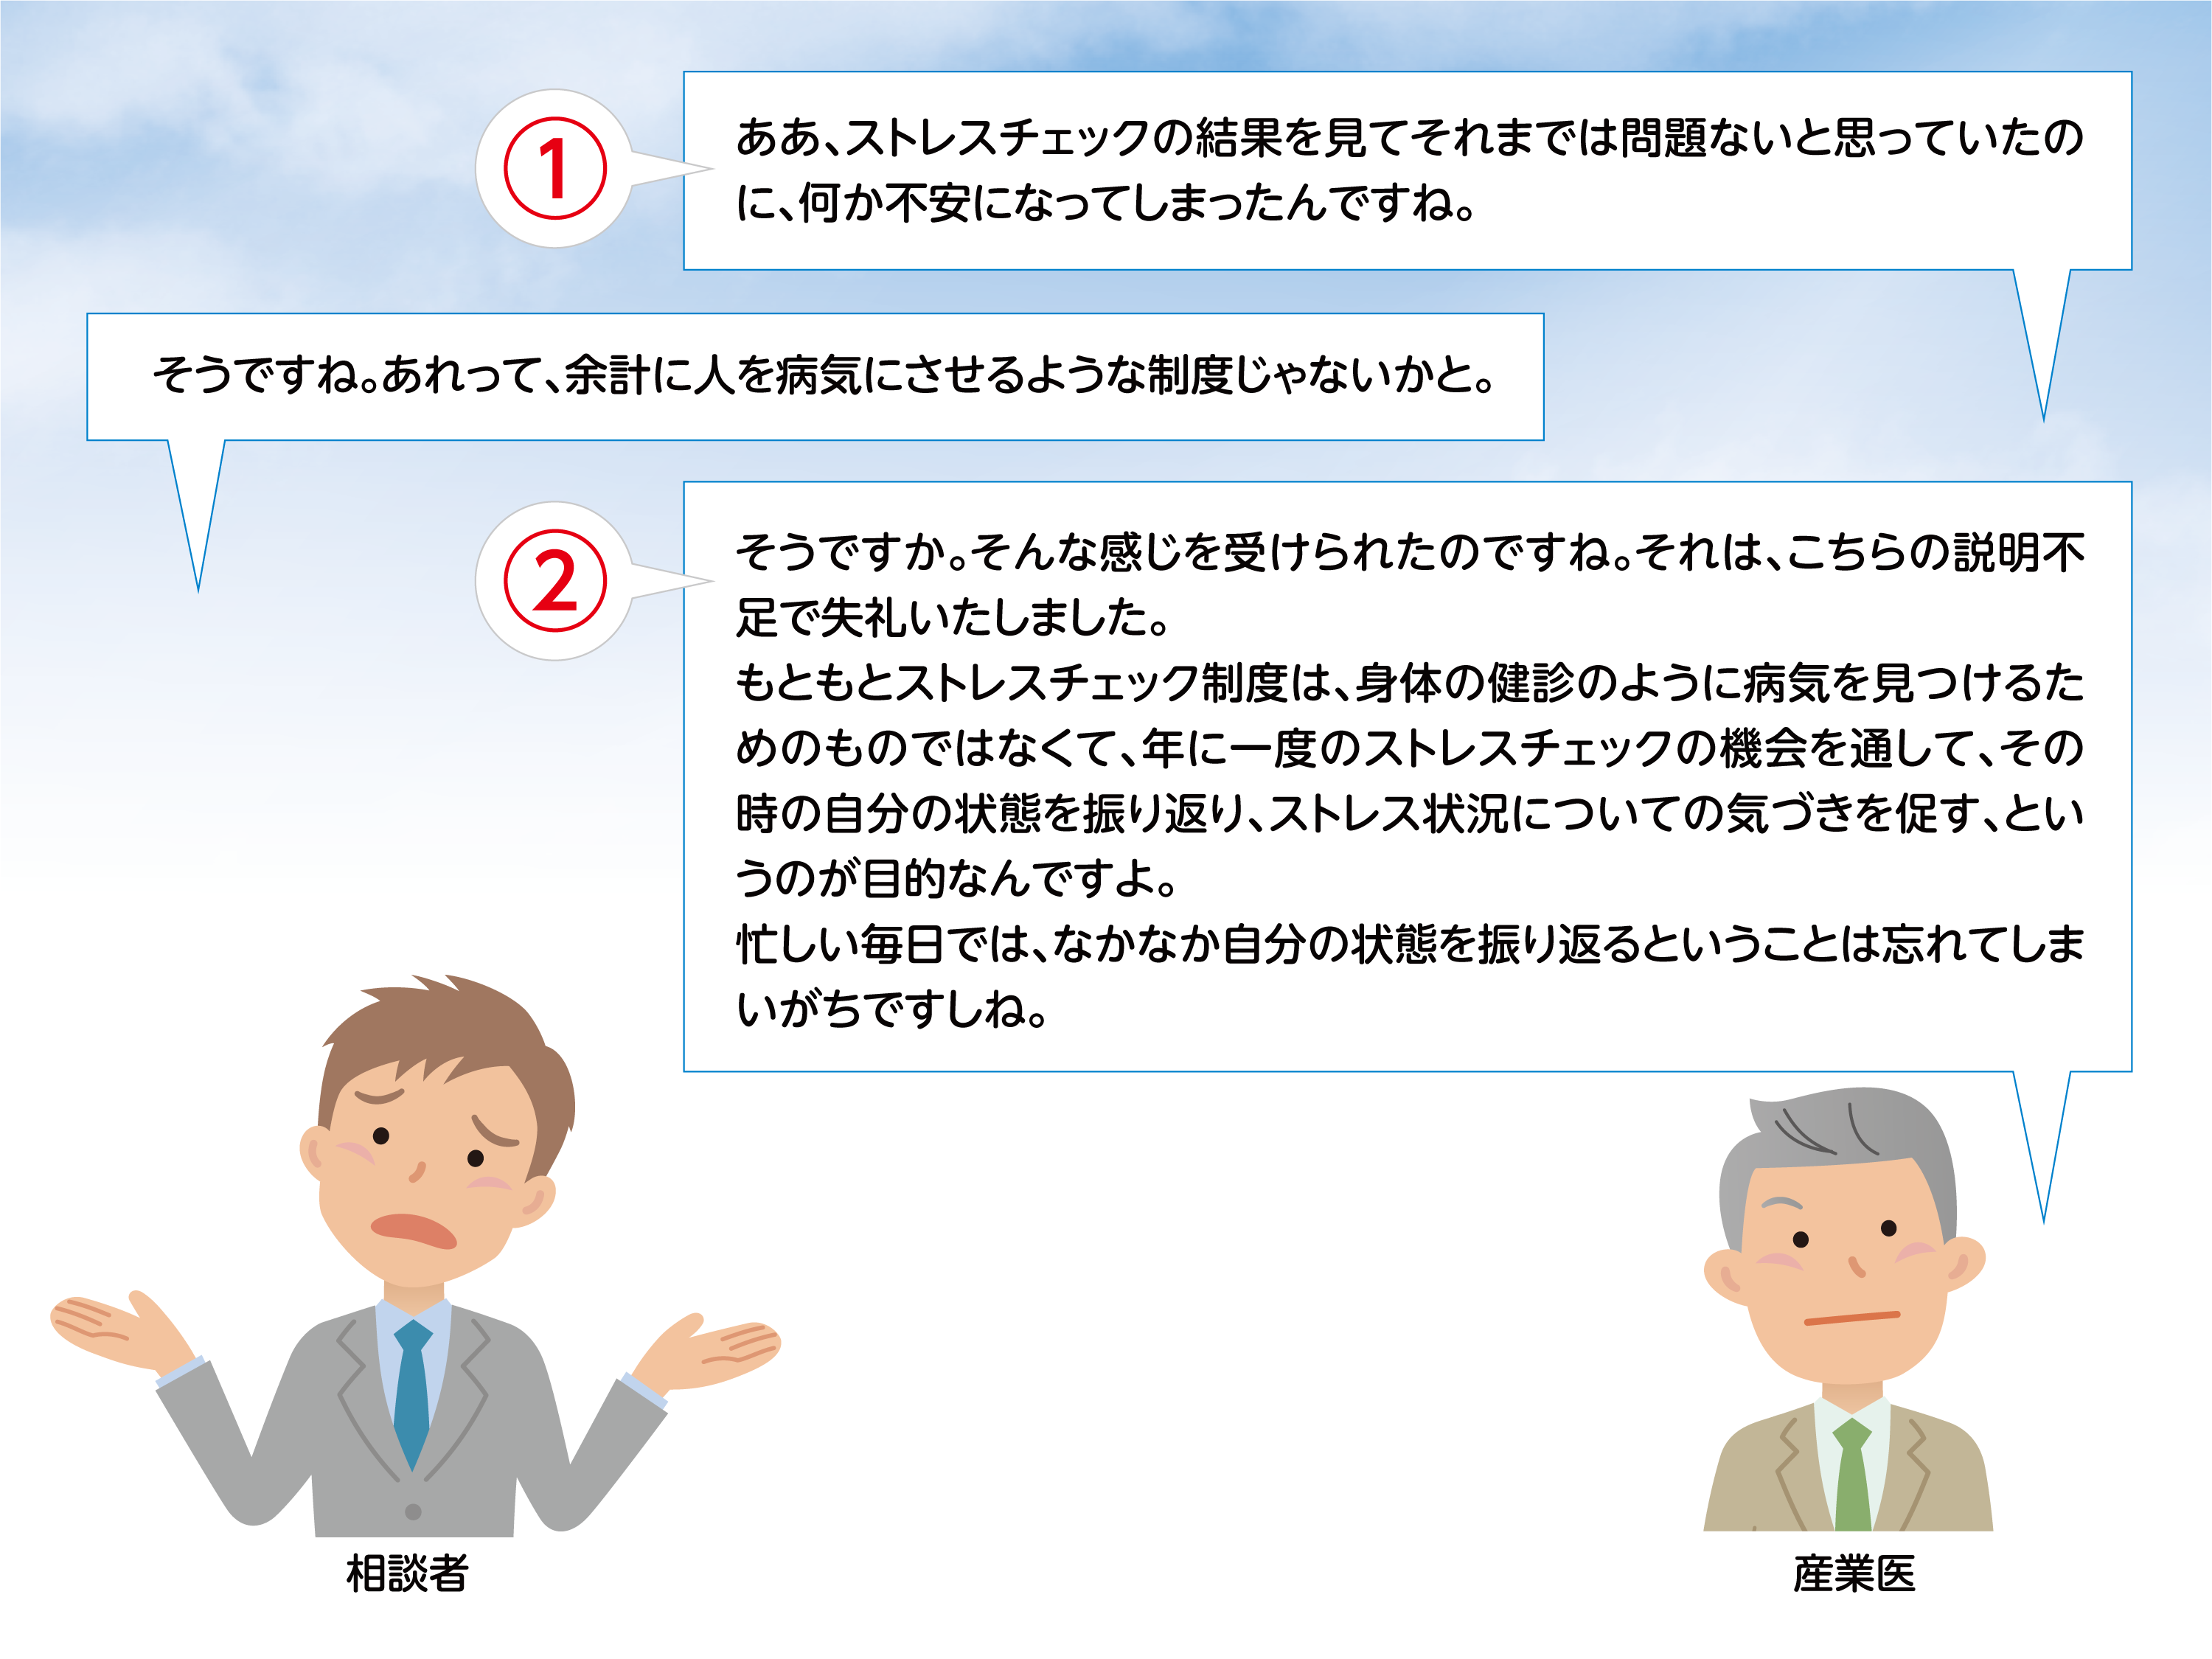 ①
ああ、ストレスチェックの結果を見てそれまでは問題ないと思っていたの
に、何か不安になってしまったんですね。
そうですね。あれって、余計に人を病気にさせるような制度じゃないかと。
②
そうですか。そんな感じを受けられたのですね。それは、こちらの説明不
足で失礼いたしました。
もともとストレスチェック制度は、身体の健診のように病気を見つけるた
めのものではなくて、年に一度のストレスチェックの機会を通して、その
時の自分の状態を振り返り、ストレス状況についての気づきを促す、とい
うのが目的なんですよ。
忙しい毎日では、なかなか自分の状態を振り返るということは忘れてしま
いがちですしね。
相談者
産業医